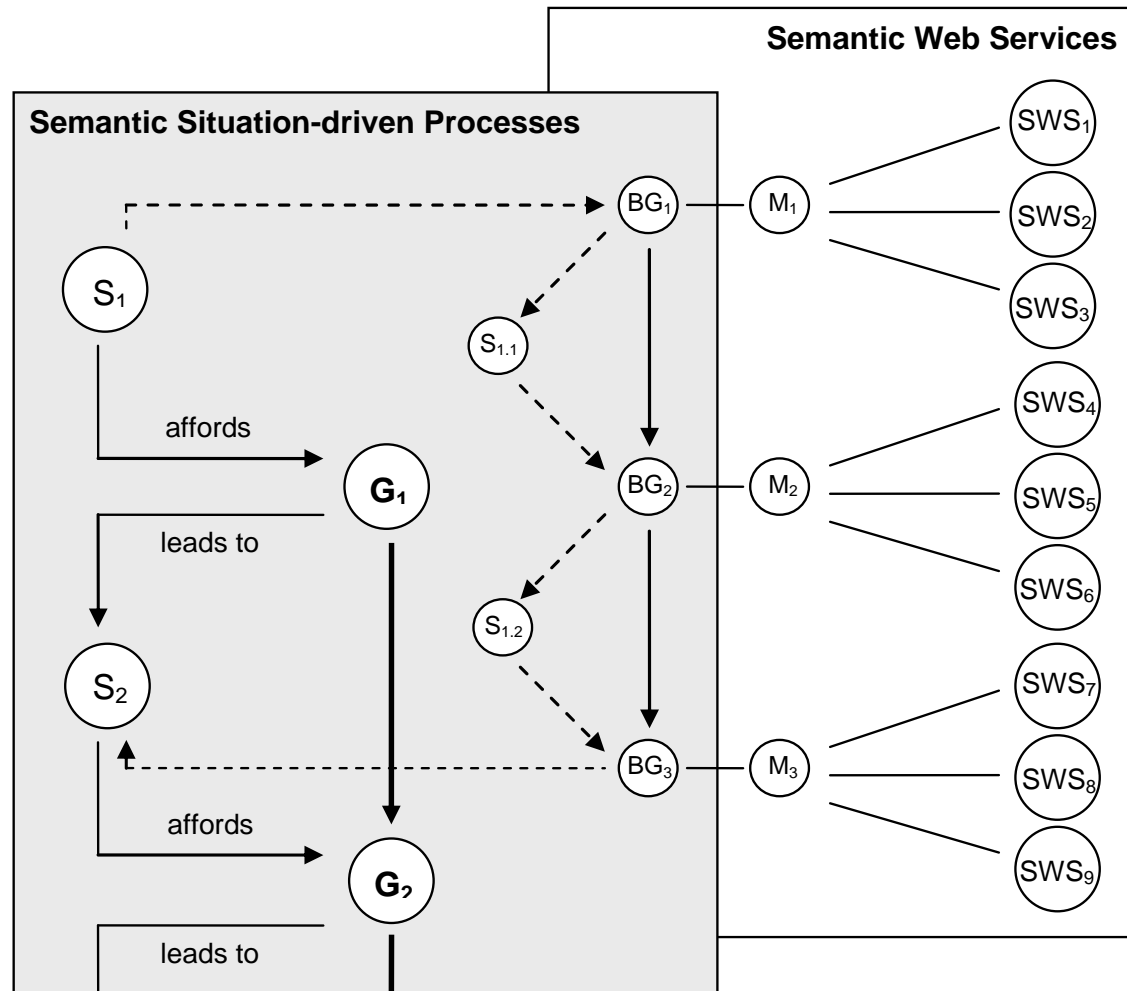 Semantic Web Services
Semantic Situation-driven Processes
SWS1
BG1
M1
SWS2
S1
SWS3
S1.1
SWS4
affords
G1
BG2
M2
SWS5
leads to
SWS6
S1.2
S2
SWS7
BG3
M3
SWS8
affords
SWS9
G2
leads to